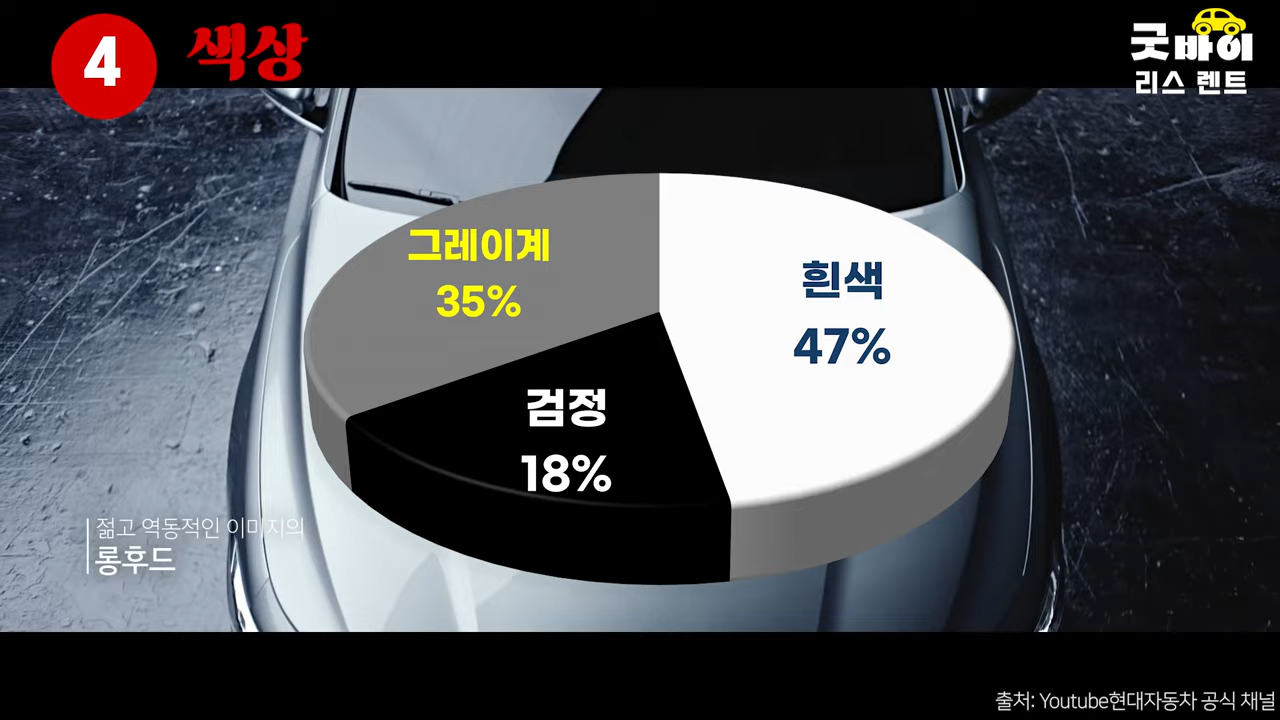 4
색상
굿바이
리스 렌트
그레이계
35%
흰색
47%
검정
18%
젊고 역동적인 이미지의
롱후드
출처: Youtube현대자동차 공식 채널